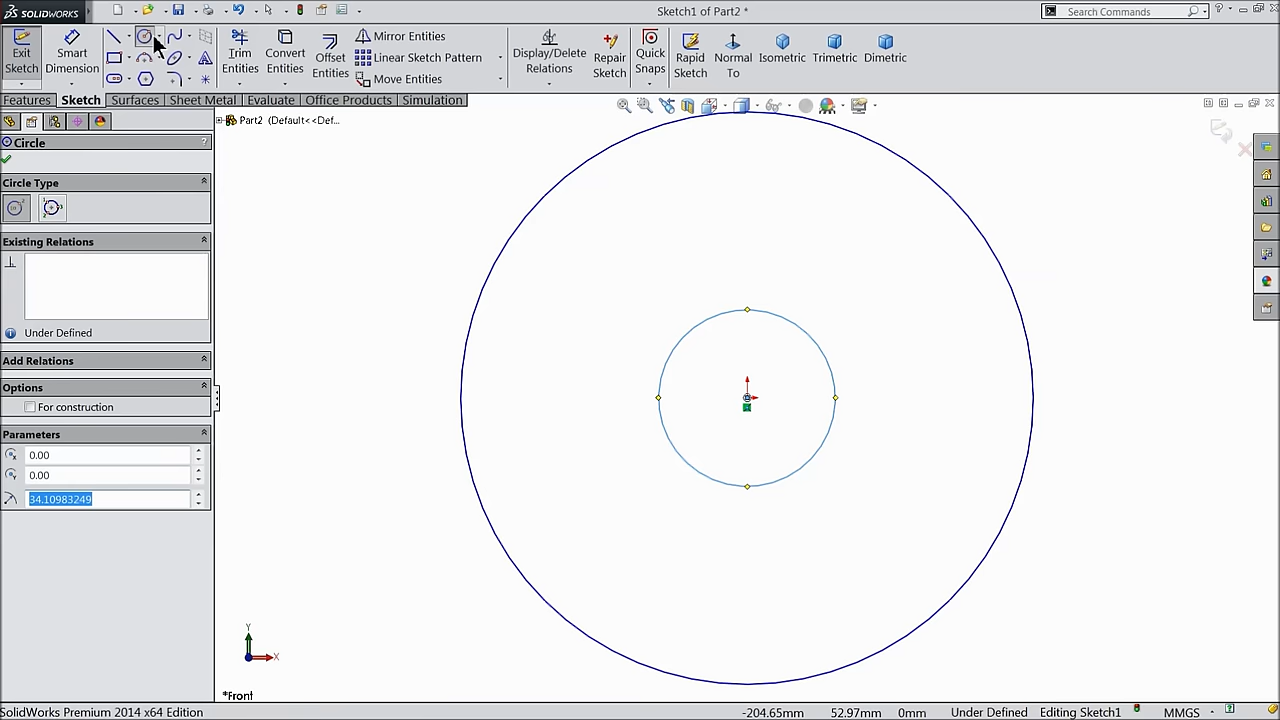 SOLIDWORKS
Sketch1 of Part2 *
Search Commands
Exit Sketch
Smart Dimension
Trim Entities
Convert Entities
Offset Entities
Mirror Entities
Linear Sketch Pattern
Move Entities
Display/Delete Relations
Repair Sketch
Quick Snaps
Rapid Sketch
Normal To
Isometric
Trimetric
Dimetric
Features
Sketch
Surfaces
Sheet Metal
Evaluate
Office Products
Simulation
Part2 (Default<<Def...
Circle
?
Circle Type
Existing Relations
Under Defined
Add Relations
Options
For construction
Parameters
0.00
0.00
34.10983249
Y
X
*Front
SolidWorks Premium 2014 x64 Edition
-204.65mm
52.97mm
0mm
Under Defined
Editing Sketch1
MMGS